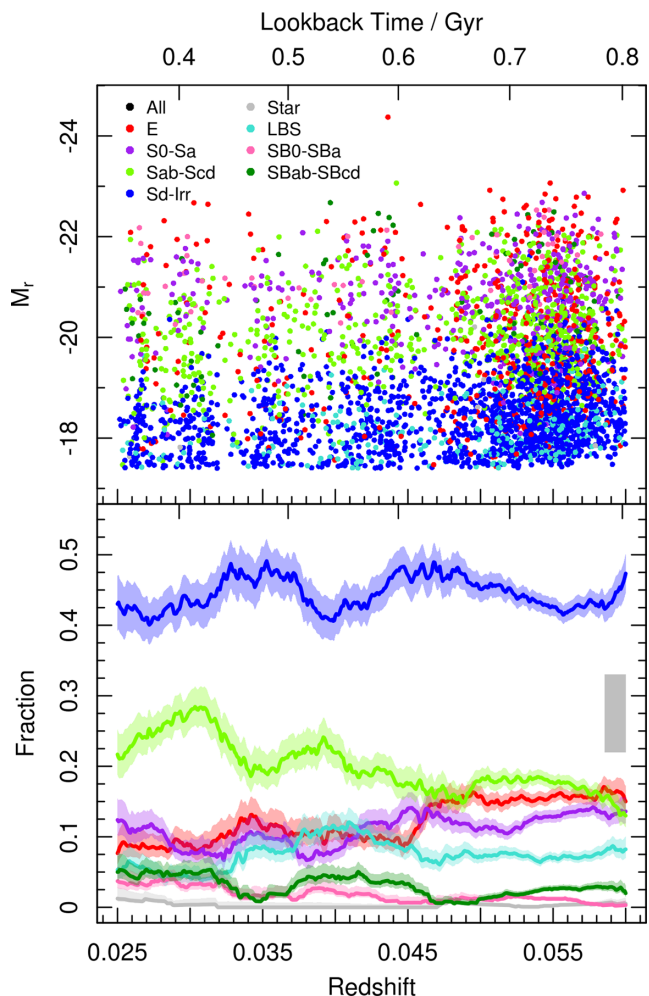 Lookback Time / Gyr
0.4 0.5 0.6 0.7 0.8
All Star
E LBS
S0-Sa SB0-SBa
Sab-Scd SBab-SBcd
Sd-Irr
-24
-22
Mr
-20
-18
0.5
0.4
0.3
Fraction
0.2
0.1
0
0.025 0.035 0.045 0.055
Redshift